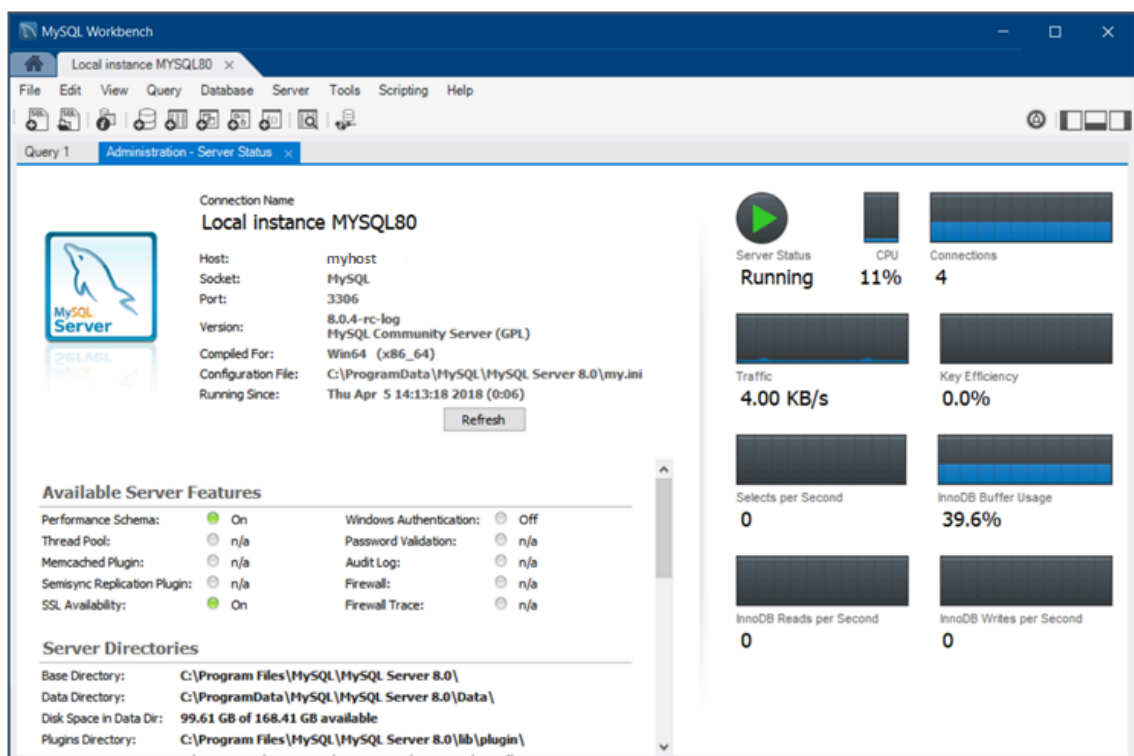 MySQL Workbench
Local instance MYSQL80
File Edit View Query Database Server Tools Scripting Help
Query 1 Administration - Server Status
Connection Name
Local instance MYSQL80
Host: myhost
Socket: MySQL
Port: 3306
Version: 8.0.4-rc-log
MySQL Community Server (GPL)
Compiled For: Win64 (x86_64)
Configuration File: C:\ProgramData\MySQL\MySQL Server 8.0\my.ini
Running Since: Thu Apr 5 14:13:18 2018 (0:06)
Refresh
MySQL
Server
Available Server Features
Performance Schema: On Windows Authentication: Off
Thread Pool: n/a Password Validation: n/a
Memcached Plugin: n/a Audit Log: n/a
Semisync Replication Plugin: n/a Firewall: n/a
SSL Availability: On Firewall Trace: n/a
Server Directories
Base Directory: C:\Program Files\MySQL\MySQL Server 8.0\
Data Directory: C:\ProgramData\MySQL\MySQL Server 8.0\Data\
Disk Space in Data Dir: 99.61 GB of 168.41 GB available
Plugins Directory: C:\Program Files\MySQL\MySQL Server 8.0\lib\plugin\
Server Status CPU Connections
Running 11% 4
Traffic Key Efficiency
4.00 KB/s 0.0%
Selects per Second InnoDB Buffer Usage
0 39.6%
InnoDB Reads per Second InnoDB Writes per Second
0 0